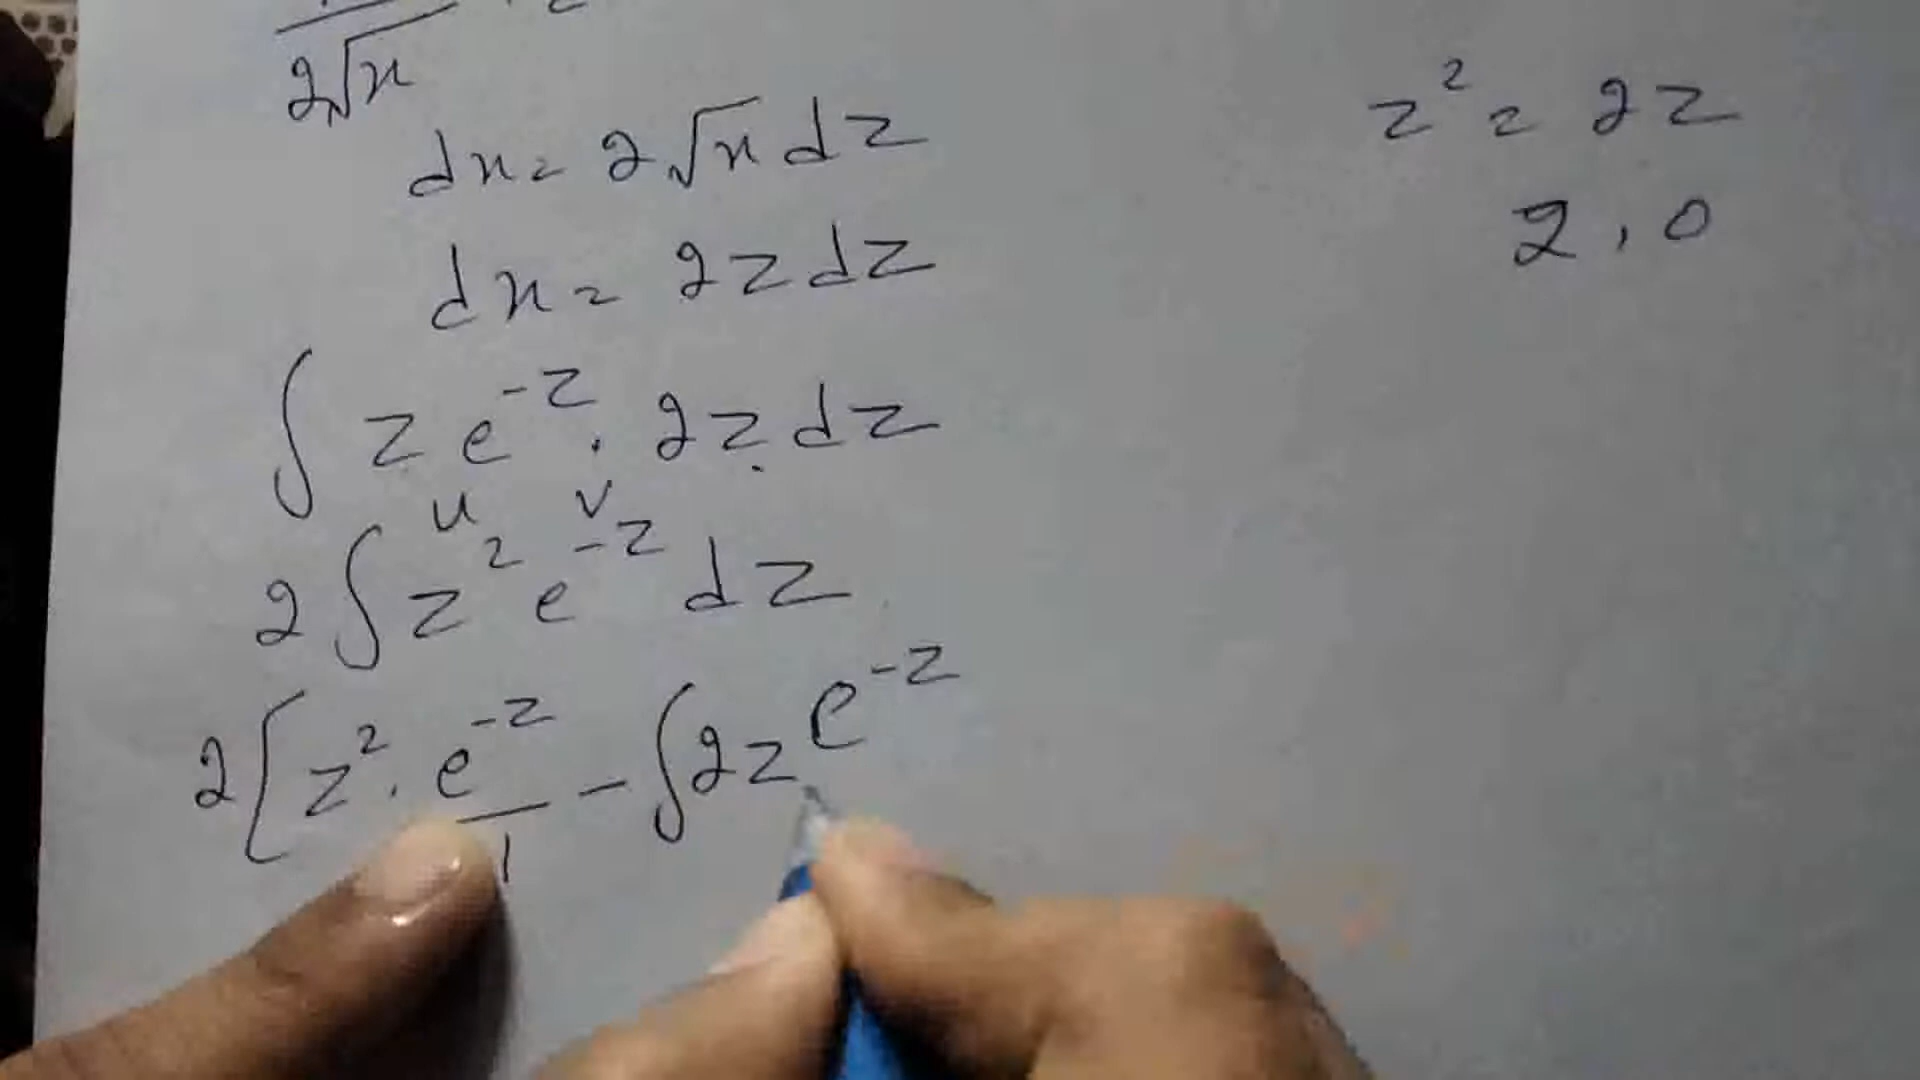 2√x
dx = 2√x dz
z² = 2z
dx = 2z dz
2, 0
∫ z e^{-z} . 2z dz
u v
2 ∫ z² e^{-z} dz
2[ z² . e^{-z}/1 - ∫ 2z e^{-z}